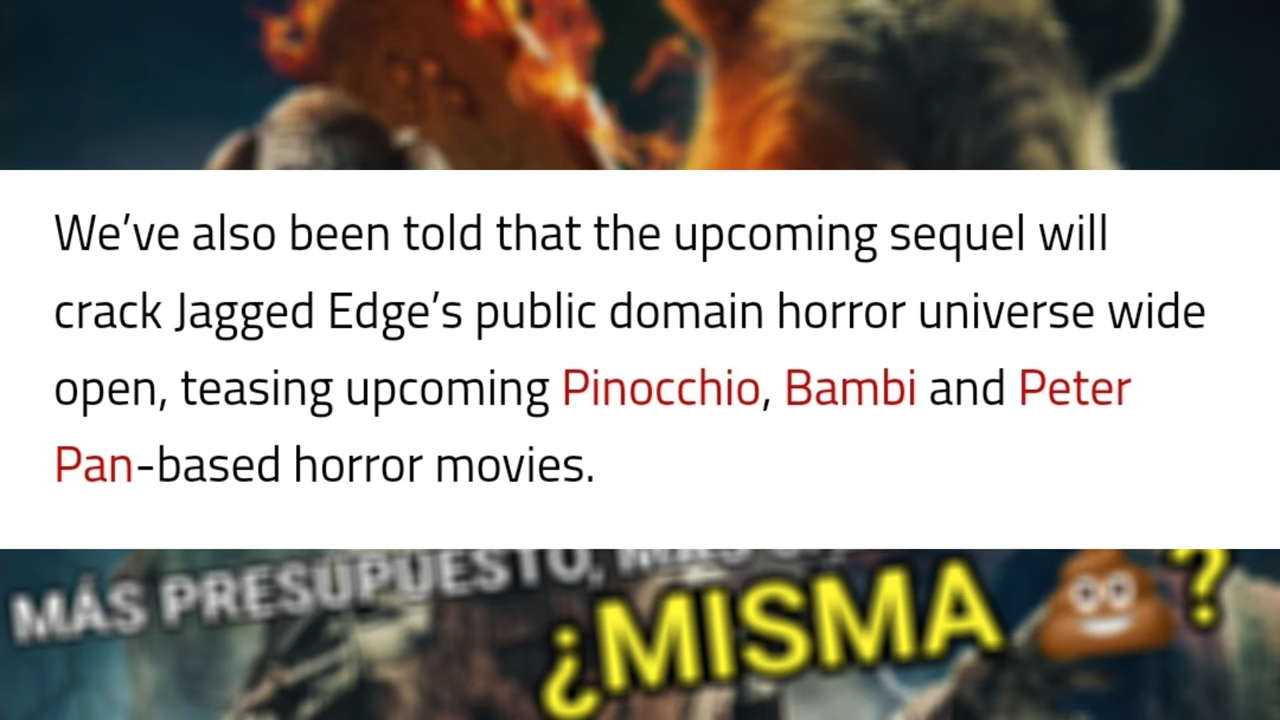 We've also been told that the upcoming sequel will
crack Jagged Edge's public domain horror universe wide
open, teasing upcoming Pinocchio, Bambi and Peter
Pan-based horror movies.
MÁS PRESUPUESTO,
¿MISMA 💩?